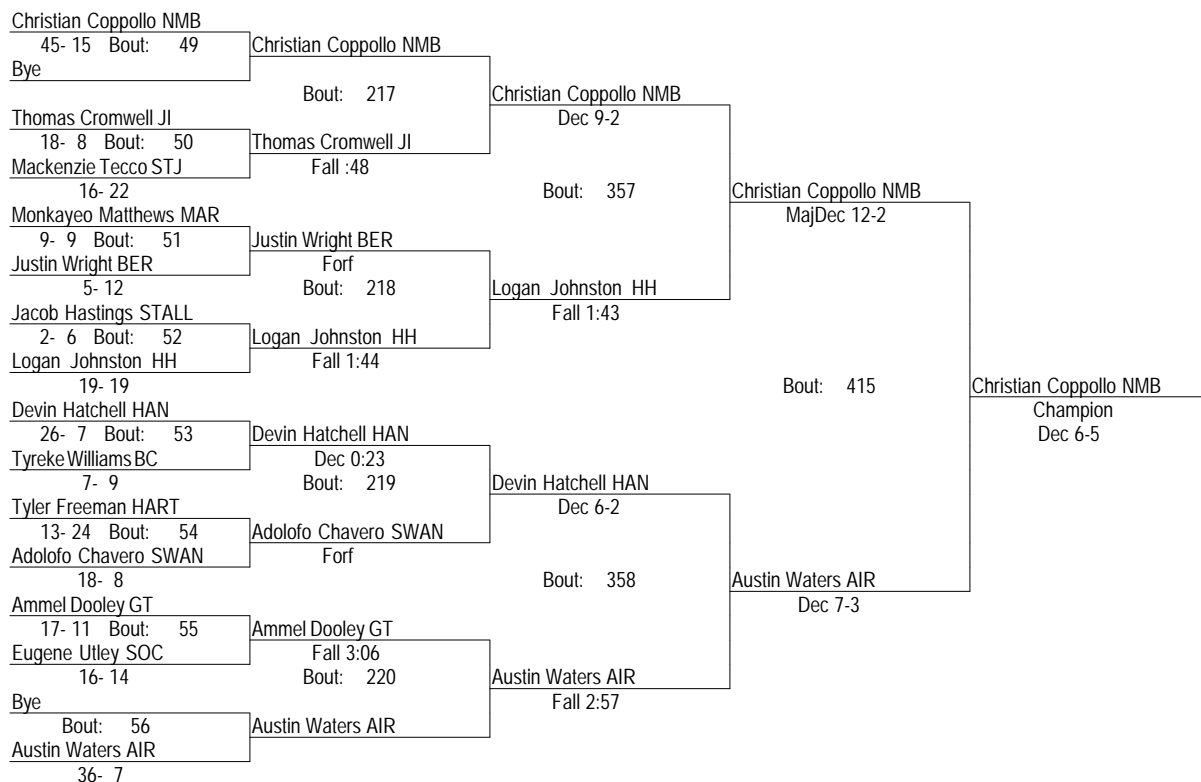 Christian Coppollo NMB
45- 15 Bout: 49
Christian Coppollo NMB
Bye
Bout: 217
Christian Coppollo NMB
Thomas Cromwell JI
Dec 9-2
18- 8 Bout: 50
Thomas Cromwell JI
Mackenzie Tecco STJ
Fall :48
16- 22
Bout: 357
Christian Coppollo NMB
Monkayeo Matthews MAR
MajDec 12-2
9- 9 Bout: 51
Justin Wright BER
Justin Wright BER
Forf
5- 12
Bout: 218
Logan Johnston HH
Jacob Hastings STALL
Fall 1:43
2- 6 Bout: 52
Logan Johnston HH
Logan Johnston HH
Fall 1:44
19- 19
Bout: 415
Christian Coppollo NMB
Devin Hatchell HAN
Champion
26- 7 Bout: 53
Devin Hatchell HAN
Dec 6-5
Tyreke Williams BC
Dec 0:23
7- 9
Bout: 219
Devin Hatchell HAN
Tyler Freeman HART
Dec 6-2
13- 24 Bout: 54
Adolofo Chavero SWAN
Adolofo Chavero SWAN
Forf
18- 8
Bout: 358
Austin Waters AIR
Ammel Dooley GT
Dec 7-3
17- 11 Bout: 55
Ammel Dooley GT
Eugene Utley SOC
Fall 3:06
16- 14
Bout: 220
Austin Waters AIR
Bye
Fall 2:57
Bout: 56
Austin Waters AIR
Austin Waters AIR
36- 7